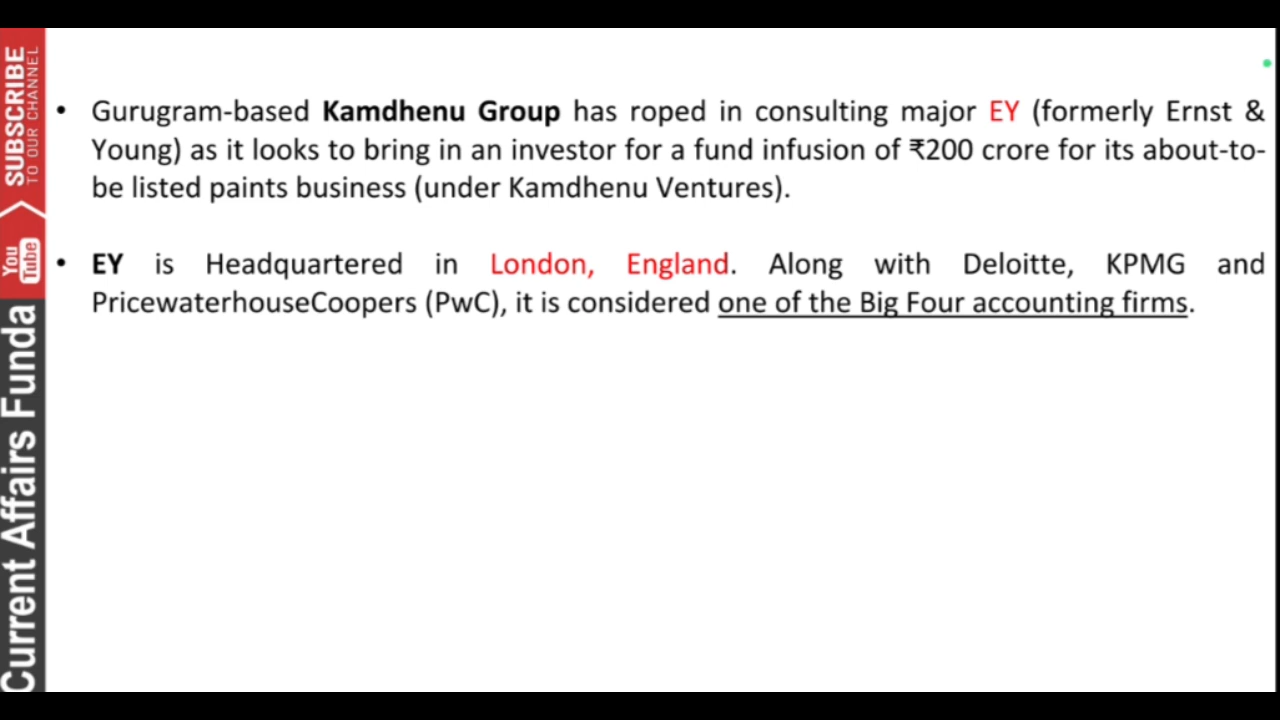 • Gurugram-based Kamdhenu Group has roped in consulting major EY (formerly Ernst &
Young) as it looks to bring in an investor for a fund infusion of ₹200 crore for its about-to-
be listed paints business (under Kamdhenu Ventures).
• EY is Headquartered in London, England. Along with Deloitte, KPMG and
PricewaterhouseCoopers (PwC), it is considered one of the Big Four accounting firms.
SUBSCRIBE
TO OUR CHANNEL
You
Tube
Current Affairs Funda